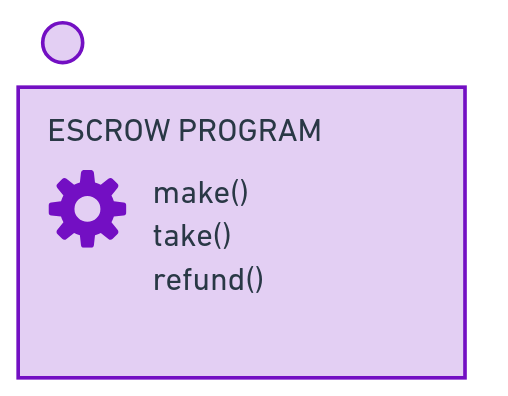 ESCROW PROGRAM
make()
take()
refund()